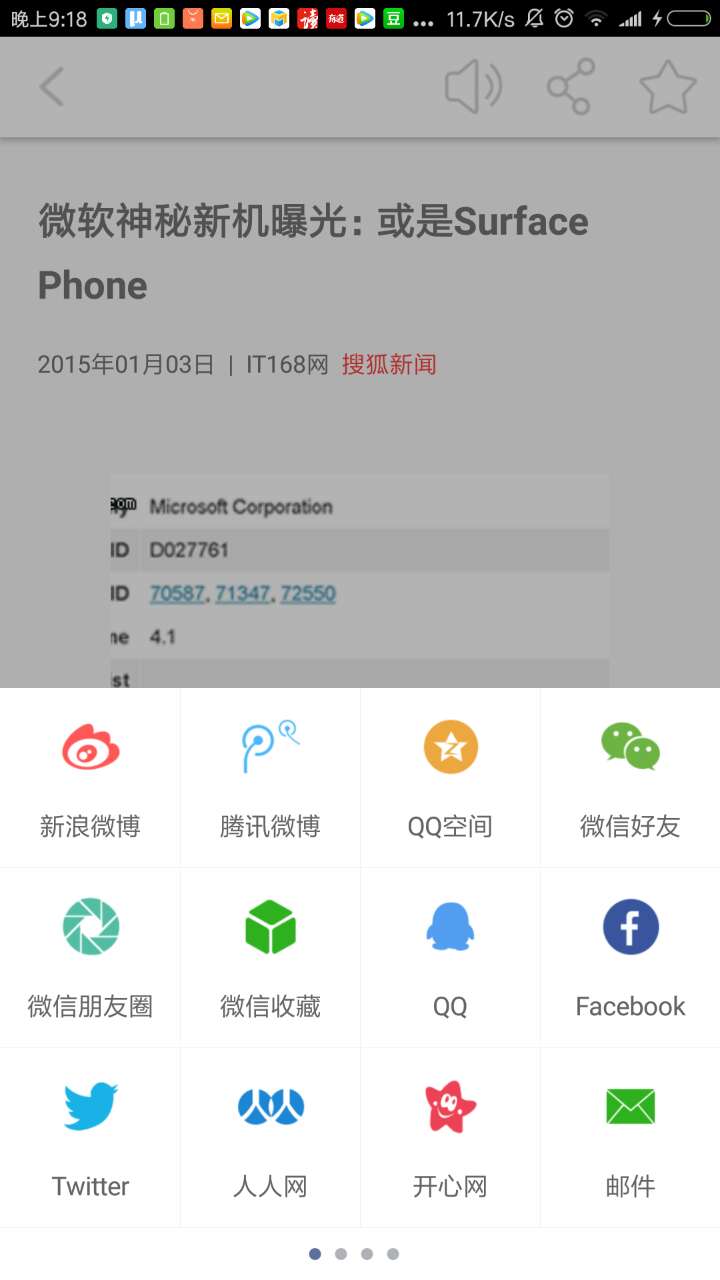 晚上9:18
11.7K/s
微软神秘新机曝光：或是Surface
Phone
2015年01月03日 | IT168网 搜狐新闻
Microsoft Corporation
ID D027761
ID 70587, 71347, 72550
4.1
新浪微博 腾讯微博 QQ空间 微信好友
微信朋友圈 微信收藏 QQ Facebook
Twitter 人人网 开心网 邮件